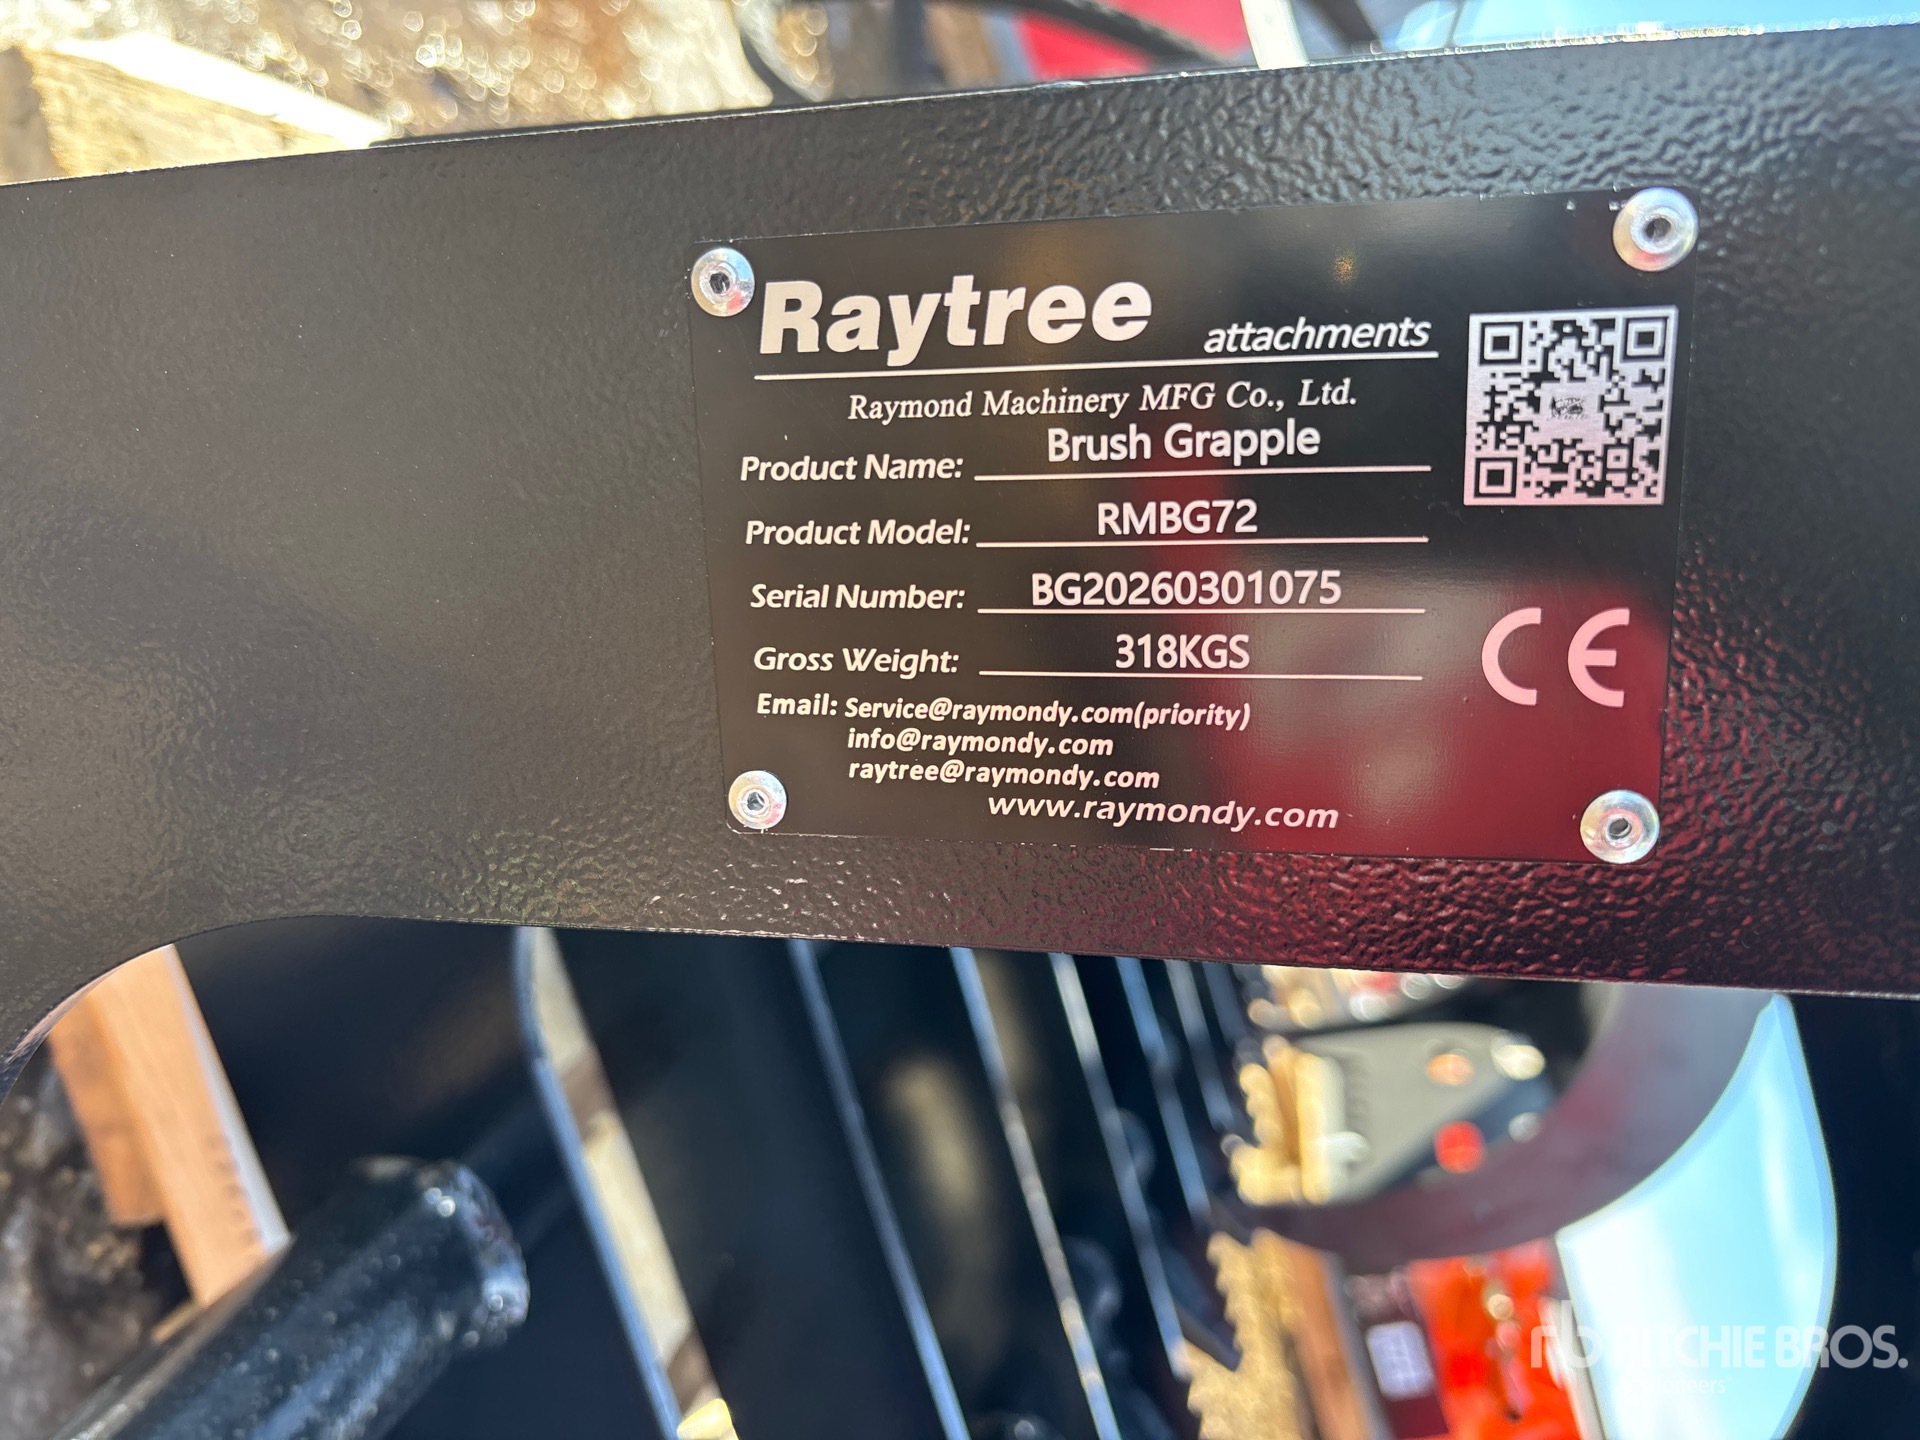 Raytree attachments
Raymond Machinery MFG Co., Ltd.
Product Name: Brush Grapple
Product Model: RMBG72
Serial Number: BG20260301075
Gross Weight: 318KGS
CE
Email: Service@raymondy.com(priority)
info@raymondy.com
raytree@raymondy.com
www.raymondy.com
rb RITCHIE BROS.